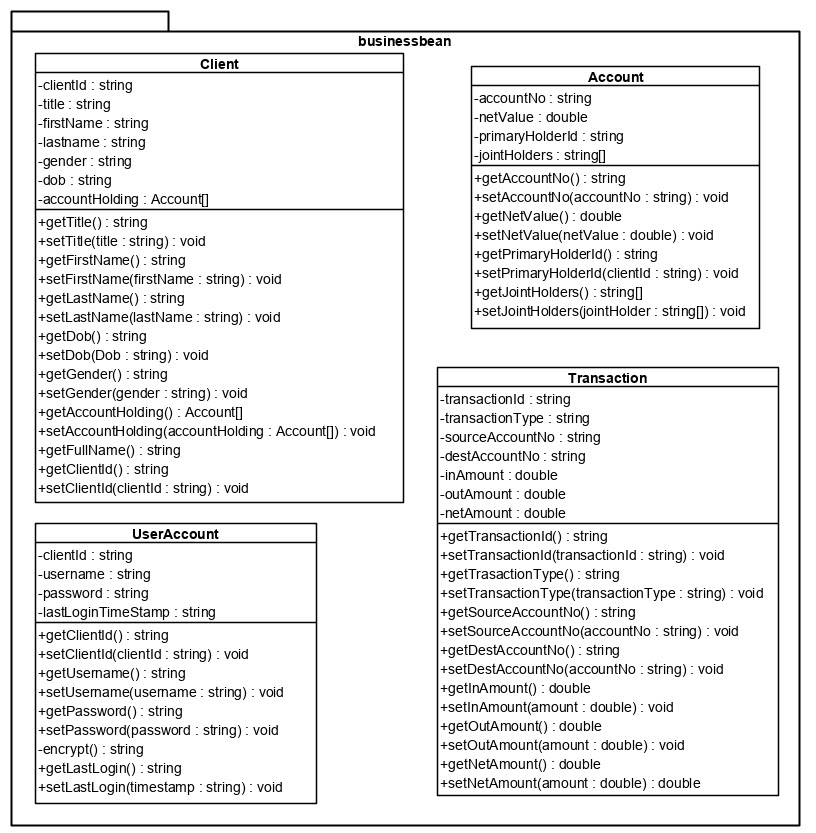 businessbean
Client
-clientId : string
-title : string
-firstName : string
-lastname : string
-gender : string
-dob : string
-accountHolding : Account[]
+getTitle() : string
+setTitle(title : string) : void
+getFirstName() : string
+setFirstName(firstName : string) : void
+getLastName() : string
+setLastName(lastName : string) : void
+getDob() : string
+setDob(Dob : string) : void
+getGender() : string
+setGender(gender : string) : void
+getAccountHolding() : Account[]
+setAccountHolding(accountHolding : Account[]) : void
+getFullName() : string
+getClientId() : string
+setClientId(clientId : string) : void
Account
-accountNo : string
-netValue : double
-primaryHolderId : string
-jointHolders : string[]
+getAccountNo() : string
+setAccountNo(accountNo : string) : void
+getNetValue() : double
+setNetValue(netValue : double) : void
+getPrimaryHolderId() : string
+setPrimaryHolderId(clientId : string) : void
+getJointHolders() : string[]
+setJointHolders(jointHolder : string[]) : void
UserAccount
-clientId : string
-username : string
-password : string
-lastLoginTimeStamp : string
+getClientId() : string
+setClientId(clientId : string) : void
+getUsername() : string
+setUsername(username : string) : void
+getPassword() : string
+setPassword(password : string) : void
-encrypt() : string
+getLastLogin() : string
+setLastLogin(timestamp : string) : void
Transaction
-transactionId : string
-transactionType : string
-sourceAccountNo : string
-destAccountNo : string
-inAmount : double
-outAmount : double
-netAmount : double
+getTransactionId() : string
+setTransactionId(transactionId : string) : void
+getTrasactionType() : string
+setTransactionType(transactionType : string) : void
+getSourceAccountNo() : string
+setSourceAccountNo(accountNo : string) : void
+getDestAccountNo() : string
+setDestAccountNo(accountNo : string) : void
+getInAmount() : double
+setInAmount(amount : double) : void
+getOutAmount() : double
+setOutAmount(amount : double) : void
+getNetAmount() : double
+setNetAmount(amount : double) : double